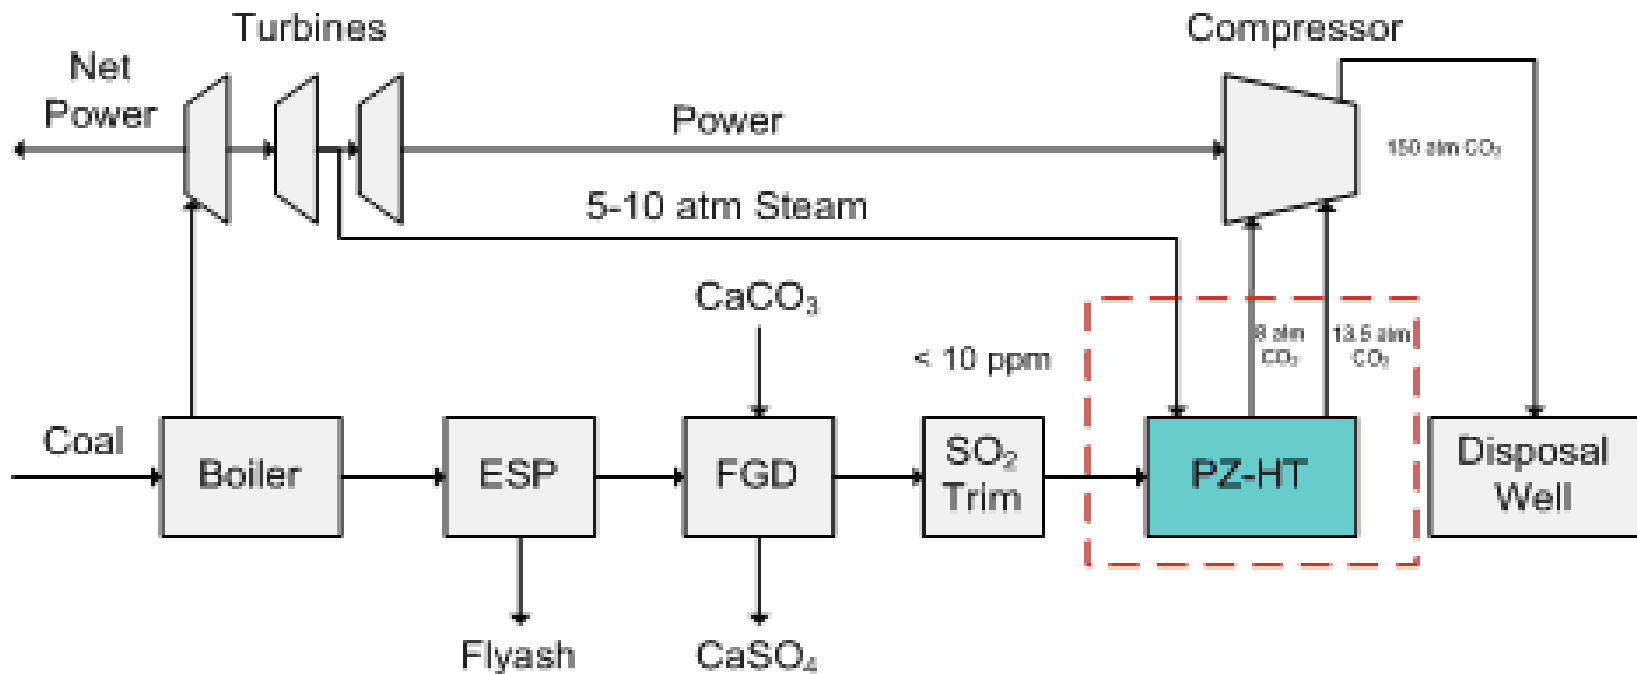 Turbines
Compressor
Net
Power
Power
150 atm CO₂
5-10 atm Steam
CaCO₃
< 10 ppm
8 atm
CO₂
13.5 atm
CO₂
Coal
Boiler
ESP
FGD
SO₂
Trim
PZ-HT
Disposal
Well
Flyash
CaSO₄